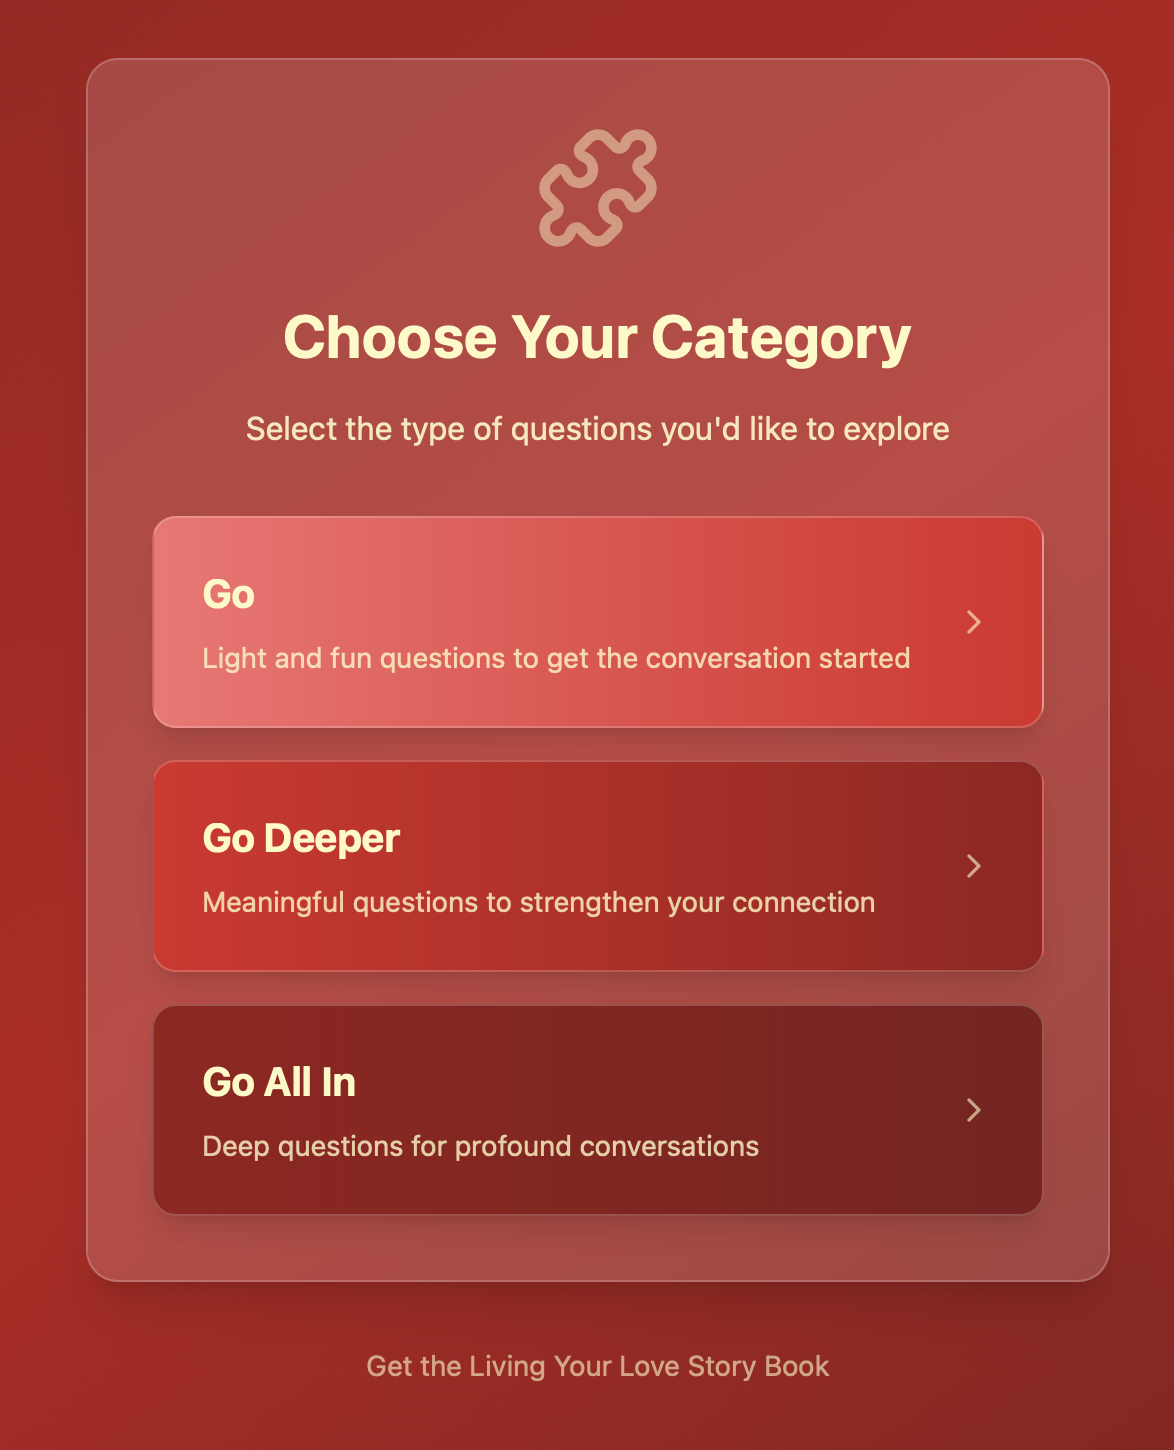 Choose Your Category
Select the type of questions you'd like to explore
Go
Light and fun questions to get the conversation started
Go Deeper
Meaningful questions to strengthen your connection
Go All In
Deep questions for profound conversations
Get the Living Your Love Story Book